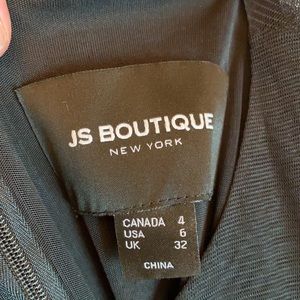 JS BOUTIQUE
NEW YORK
CANADA 4
USA 6
UK 32
CHINA